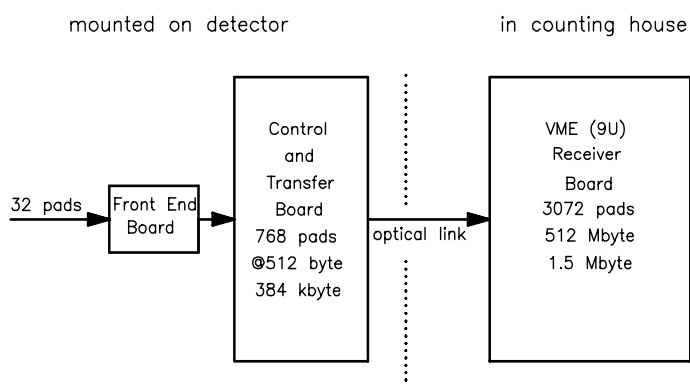 mounted on detector
in counting house
32 pads
Front End
Board
Control
and
Transfer
Board
768 pads
@512 byte
384 kbyte
optical link
VME (9U)
Receiver
Board
3072 pads
512 Mbyte
1.5 Mbyte